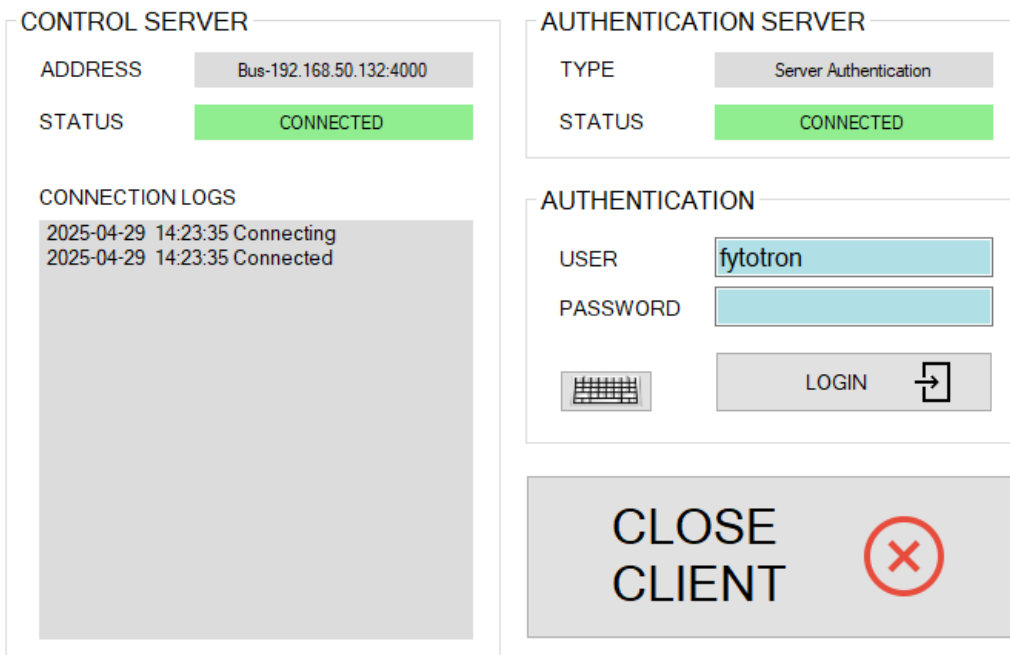 CONTROL SERVER
ADDRESS Bus-192.168.50.132:4000
STATUS CONNECTED
CONNECTION LOGS
2025-04-29 14:23:35 Connecting
2025-04-29 14:23:35 Connected
AUTHENTICATION SERVER
TYPE Server Authentication
STATUS CONNECTED
AUTHENTICATION
USER fytotron
PASSWORD
LOGIN
CLOSE
CLIENT